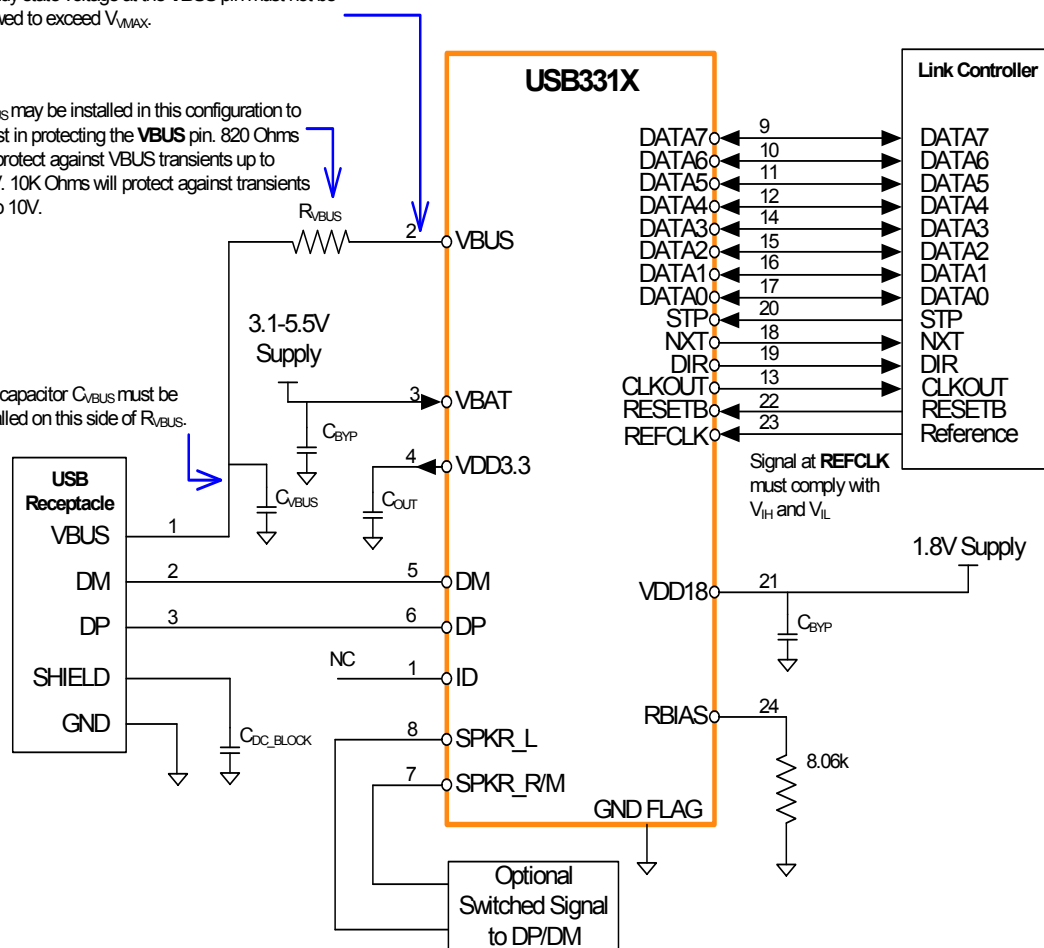 state voltage at the VBUS pin must not be
to exceed VVMAX.
may be installed in this configuration to
in protecting the VBUS pin. 820 Ohms
protect against VBUS transients up to
10K Ohms will protect against transients
10V.
capacitor CVBUS must be
on this side of RVBUS.
RVBUS
3.1-5.5V
Supply
CBYP
CVBUS
COUT
USB
Receptacle
VBUS 1
DM 2
DP 3
SHIELD
GND
CDC_BLOCK
NC
USB331X
2 VBUS
3 VBAT
4 VDD3.3
5 DM
6 DP
1 ID
8 SPKR_L
7 SPKR_R/M
GND FLAG
DATA7 9
DATA6 10
DATA5 11
DATA4 12
DATA3 14
DATA2 15
DATA1 16
DATA0 17
STP 20
NXT 18
DIR 19
CLKOUT 13
RESETB 22
REFCLK 23
VDD18 21
RBIAS 24
Link Controller
DATA7
DATA6
DATA5
DATA4
DATA3
DATA2
DATA1
DATA0
STP
NXT
DIR
CLKOUT
RESETB
Reference
Signal at REFCLK
must comply with
VIH and VIL
1.8V Supply
CBYP
8.06k
Optional
Switched Signal
to DP/DM